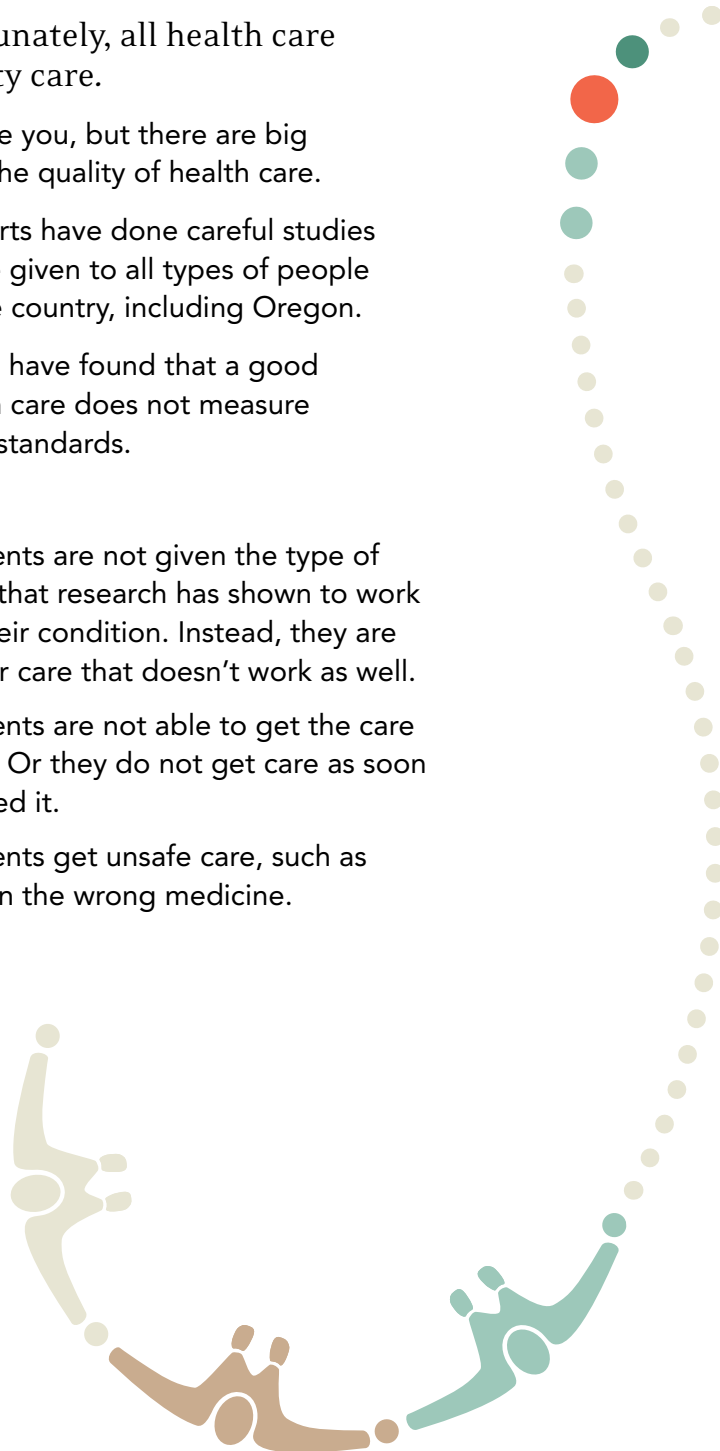 unately, all health care
ty care.
e you, but there are big
he quality of health care.
rts have done careful studies
given to all types of people
country, including Oregon.
have found that a good
care does not measure
standards.
ents are not given the type of
that research has shown to work
eir condition. Instead, they are
r care that doesn’t work as well.
ents are not able to get the care
Or they do not get care as soon
ed it.
ents get unsafe care, such as
n the wrong medicine.